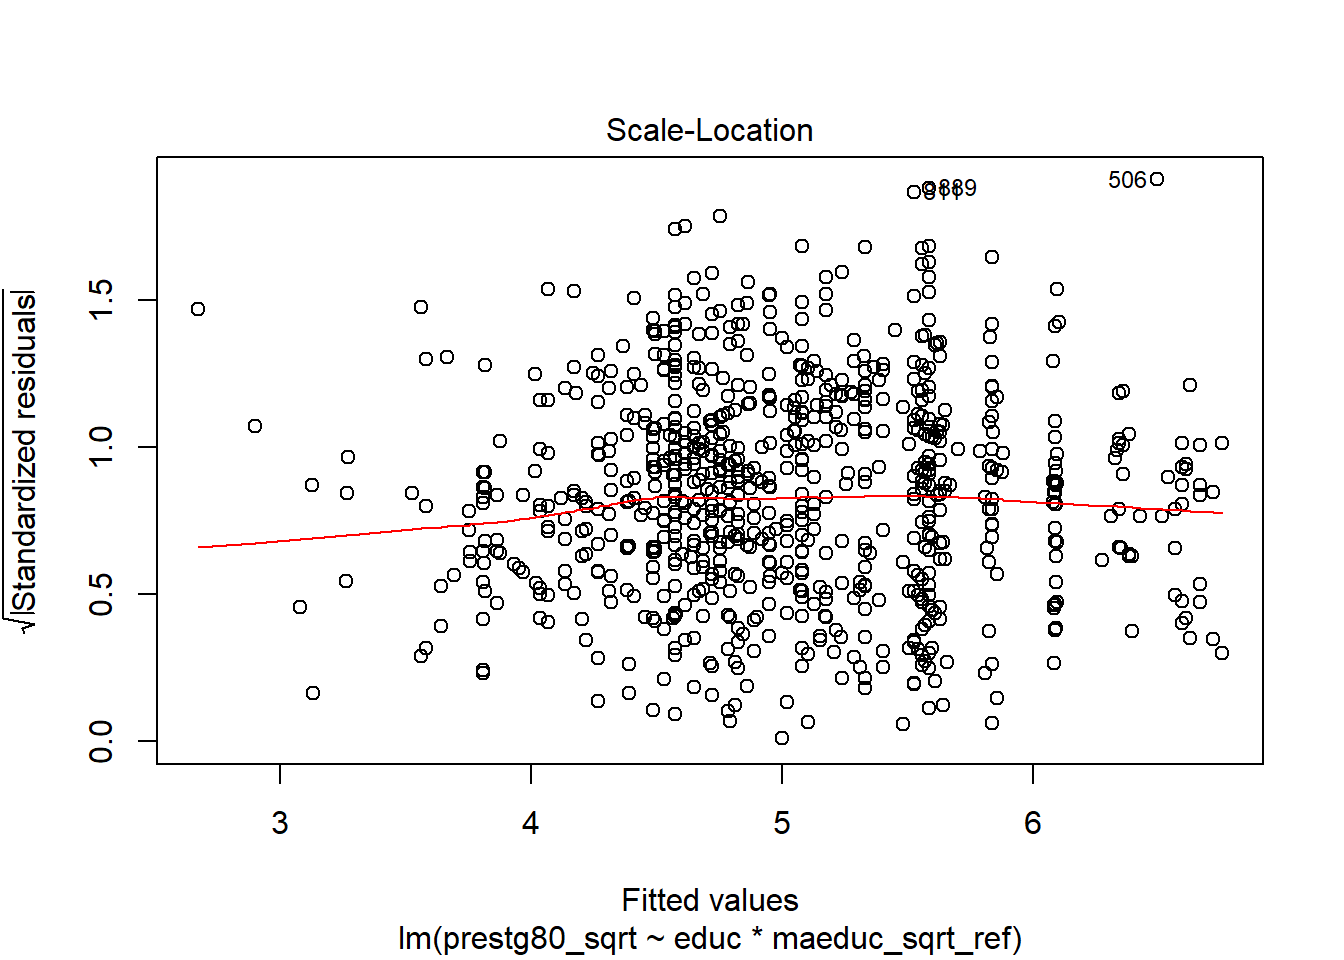 Scale-Location
√|Standardized residuals|
1.5
1.0
0.5
0.0
889
506
3 4 5 6
Fitted values
lm(prestg80_sqrt ~ educ * maeduc_sqrt_ref)